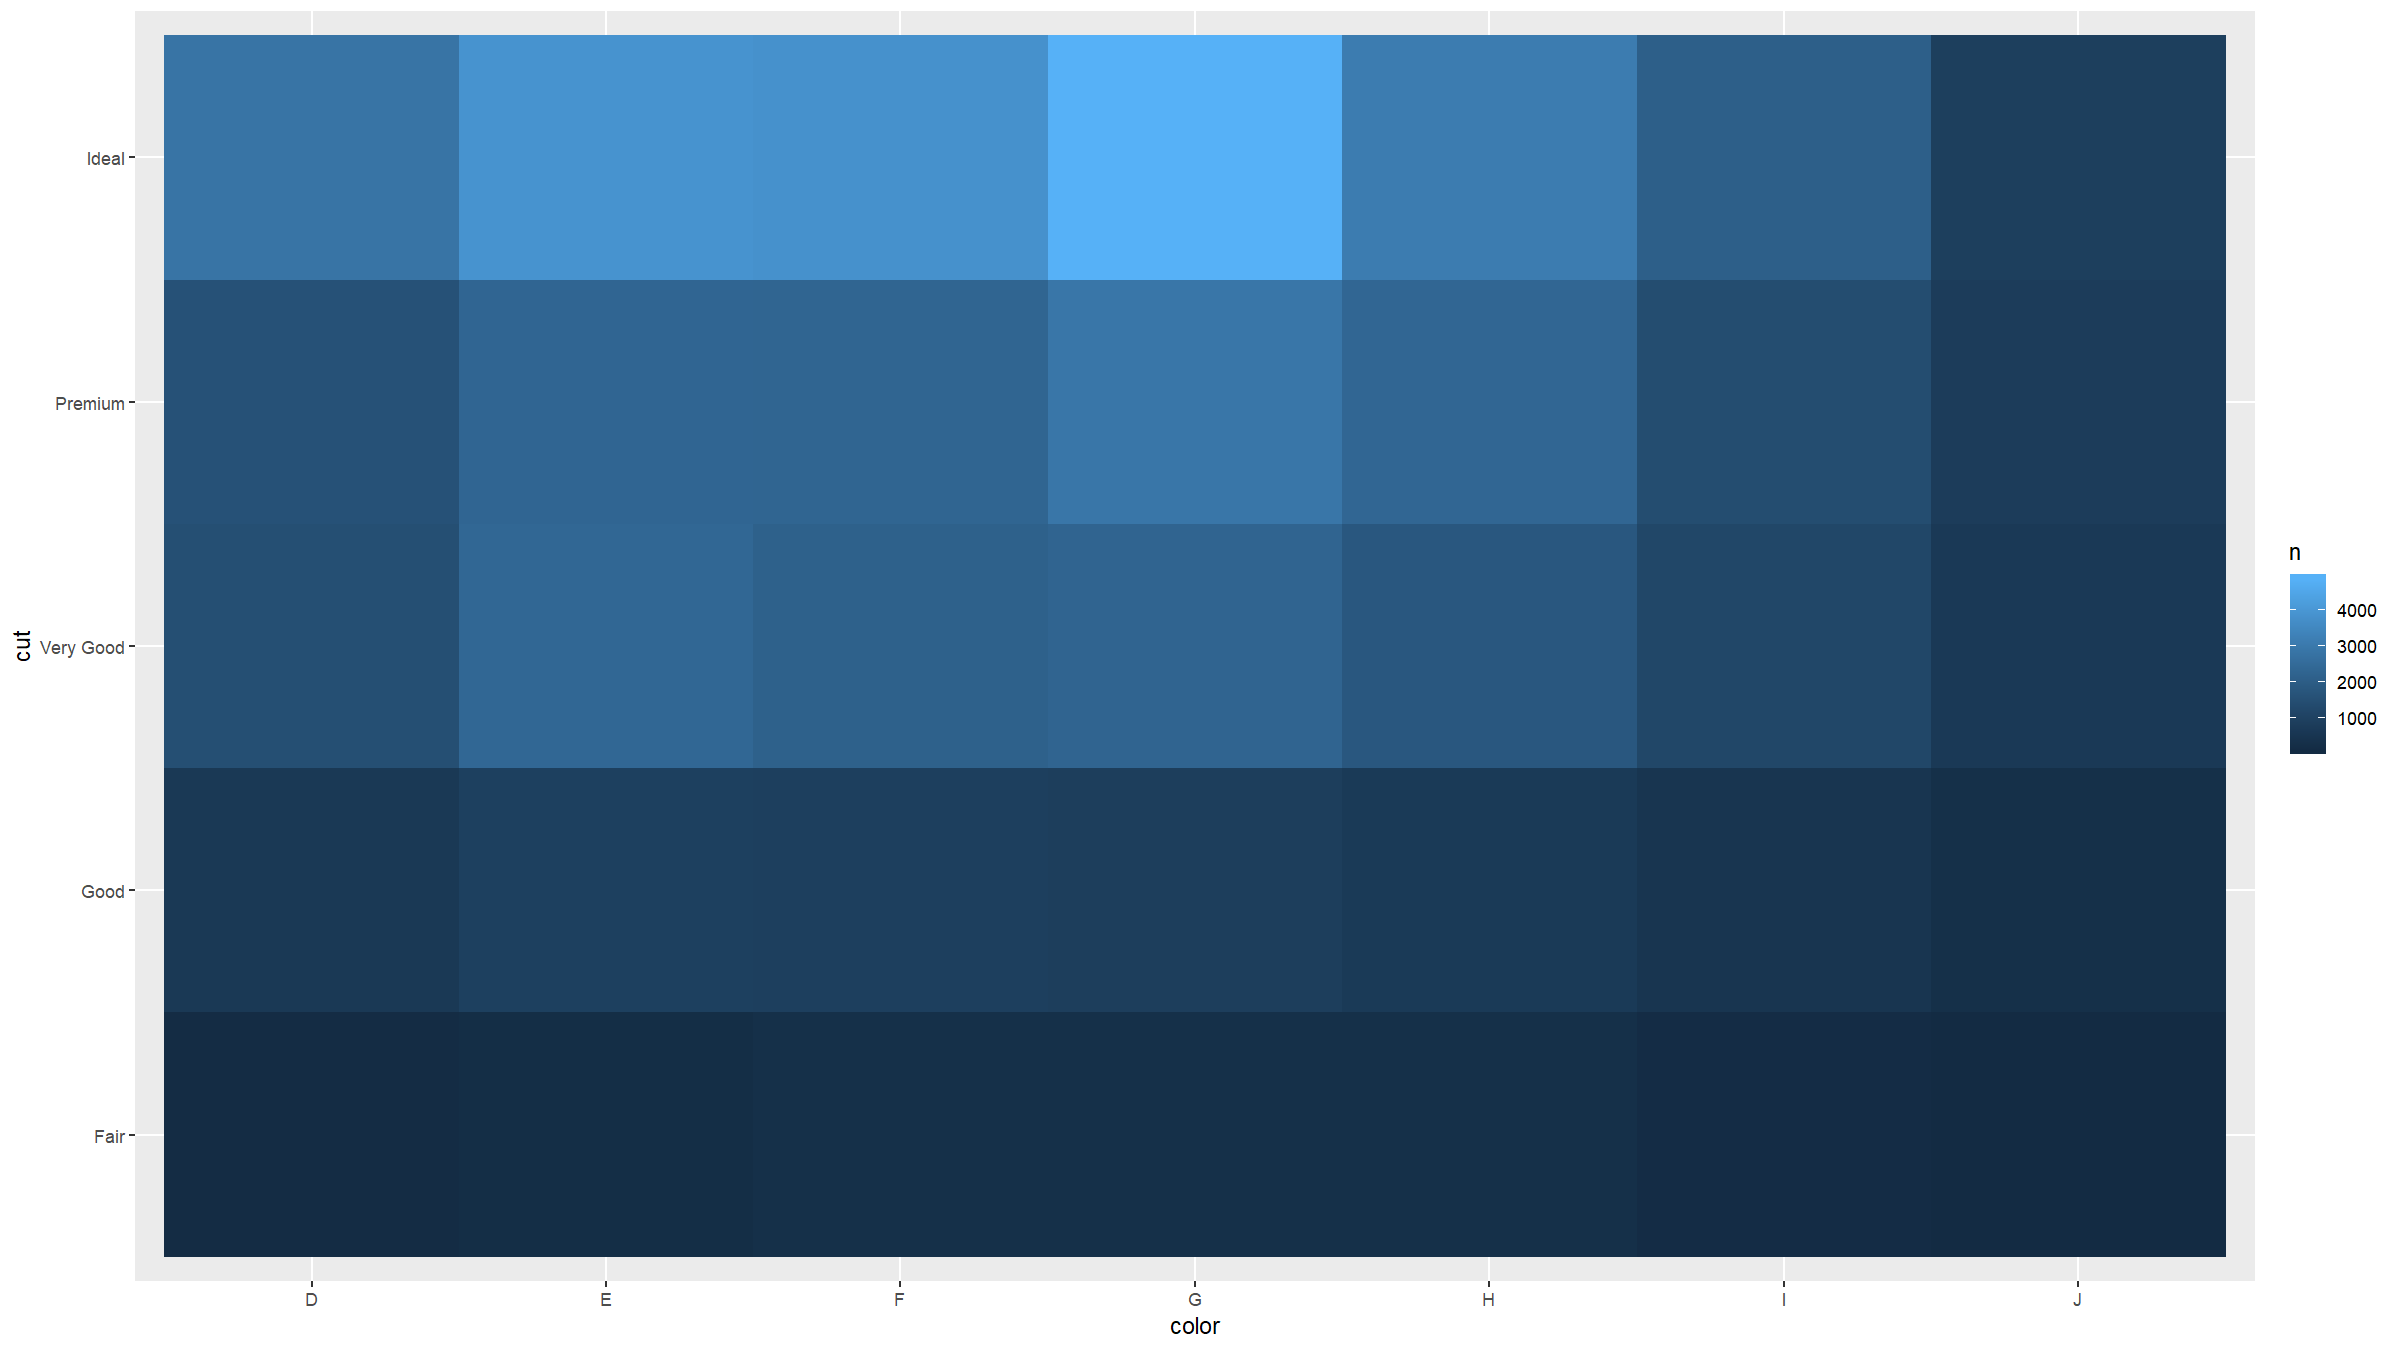 Ideal
Premium
Very Good
Good
Fair
cut
D E F G H I J
color
n
4000
3000
2000
1000